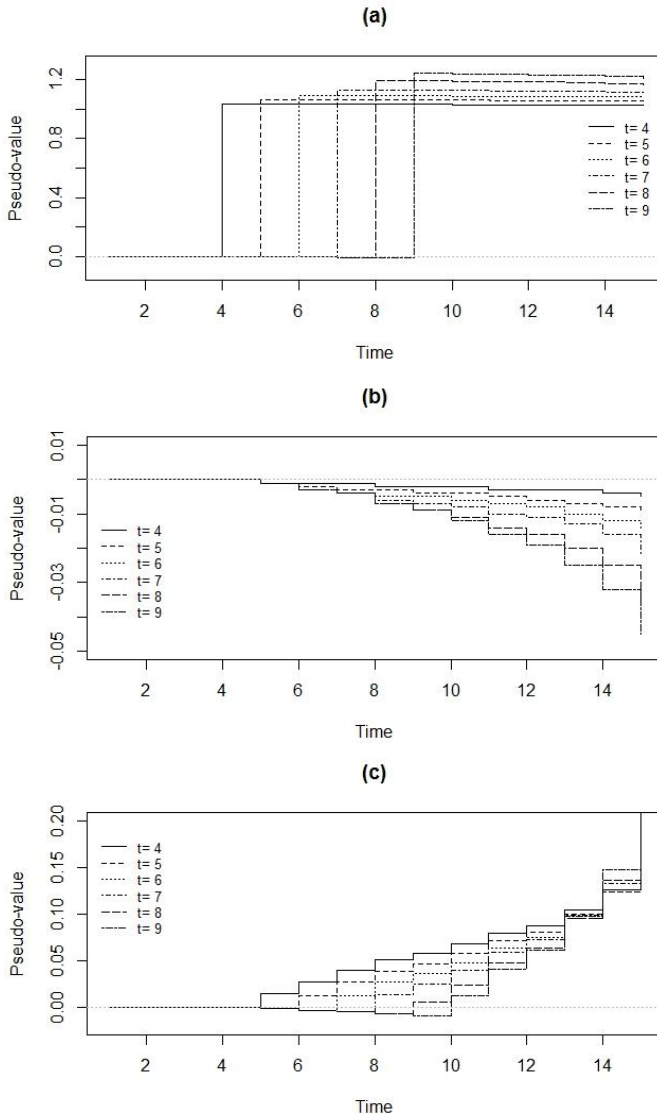 (a)
Pseudo-value
1.2
0.8
0.4
0.0
t= 4
t= 5
t= 6
t= 7
t= 8
t= 9
2 4 6 8 10 12 14
Time
(b)
Pseudo-value
0.01
-0.01
-0.03
-0.05
t= 4
t= 5
t= 6
t= 7
t= 8
t= 9
2 4 6 8 10 12 14
Time
(c)
Pseudo-value
0.20
0.15
0.10
0.05
0.00
t= 4
t= 5
t= 6
t= 7
t= 8
t= 9
2 4 6 8 10 12 14
Time